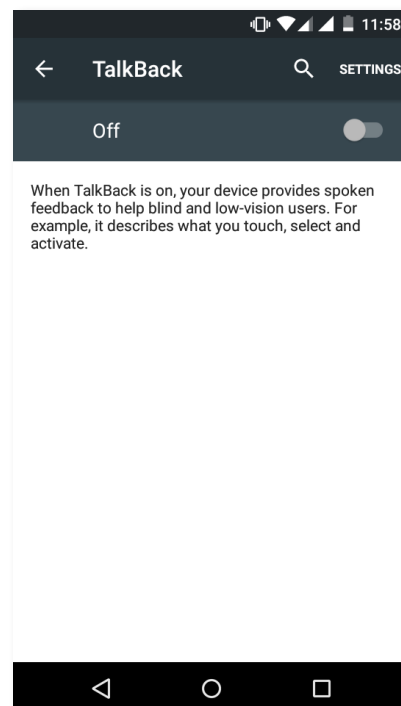 11:58
TalkBack
SETTINGS
Off
When TalkBack is on, your device provides spoken
feedback to help blind and low-vision users. For
example, it describes what you touch, select and
activate.